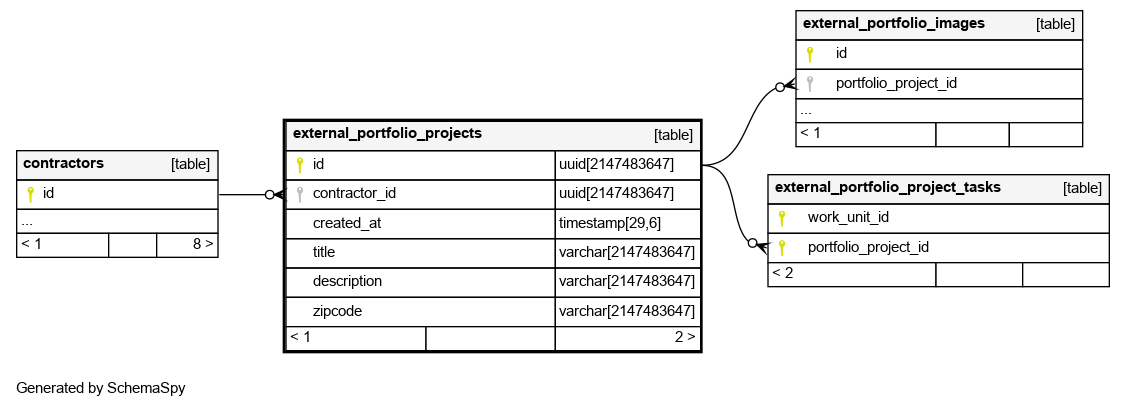 external_portfolio_images [table]
id
portfolio_project_id
...
< 1
external_portfolio_projects [table]
id uuid[2147483647]
contractor_id uuid[2147483647]
created_at timestamp[29,6]
title varchar[2147483647]
description varchar[2147483647]
zipcode varchar[2147483647]
< 1 2 >
contractors [table]
id
...
< 1 8 >
external_portfolio_project_tasks [table]
work_unit_id
portfolio_project_id
< 2
Generated by SchemaSpy